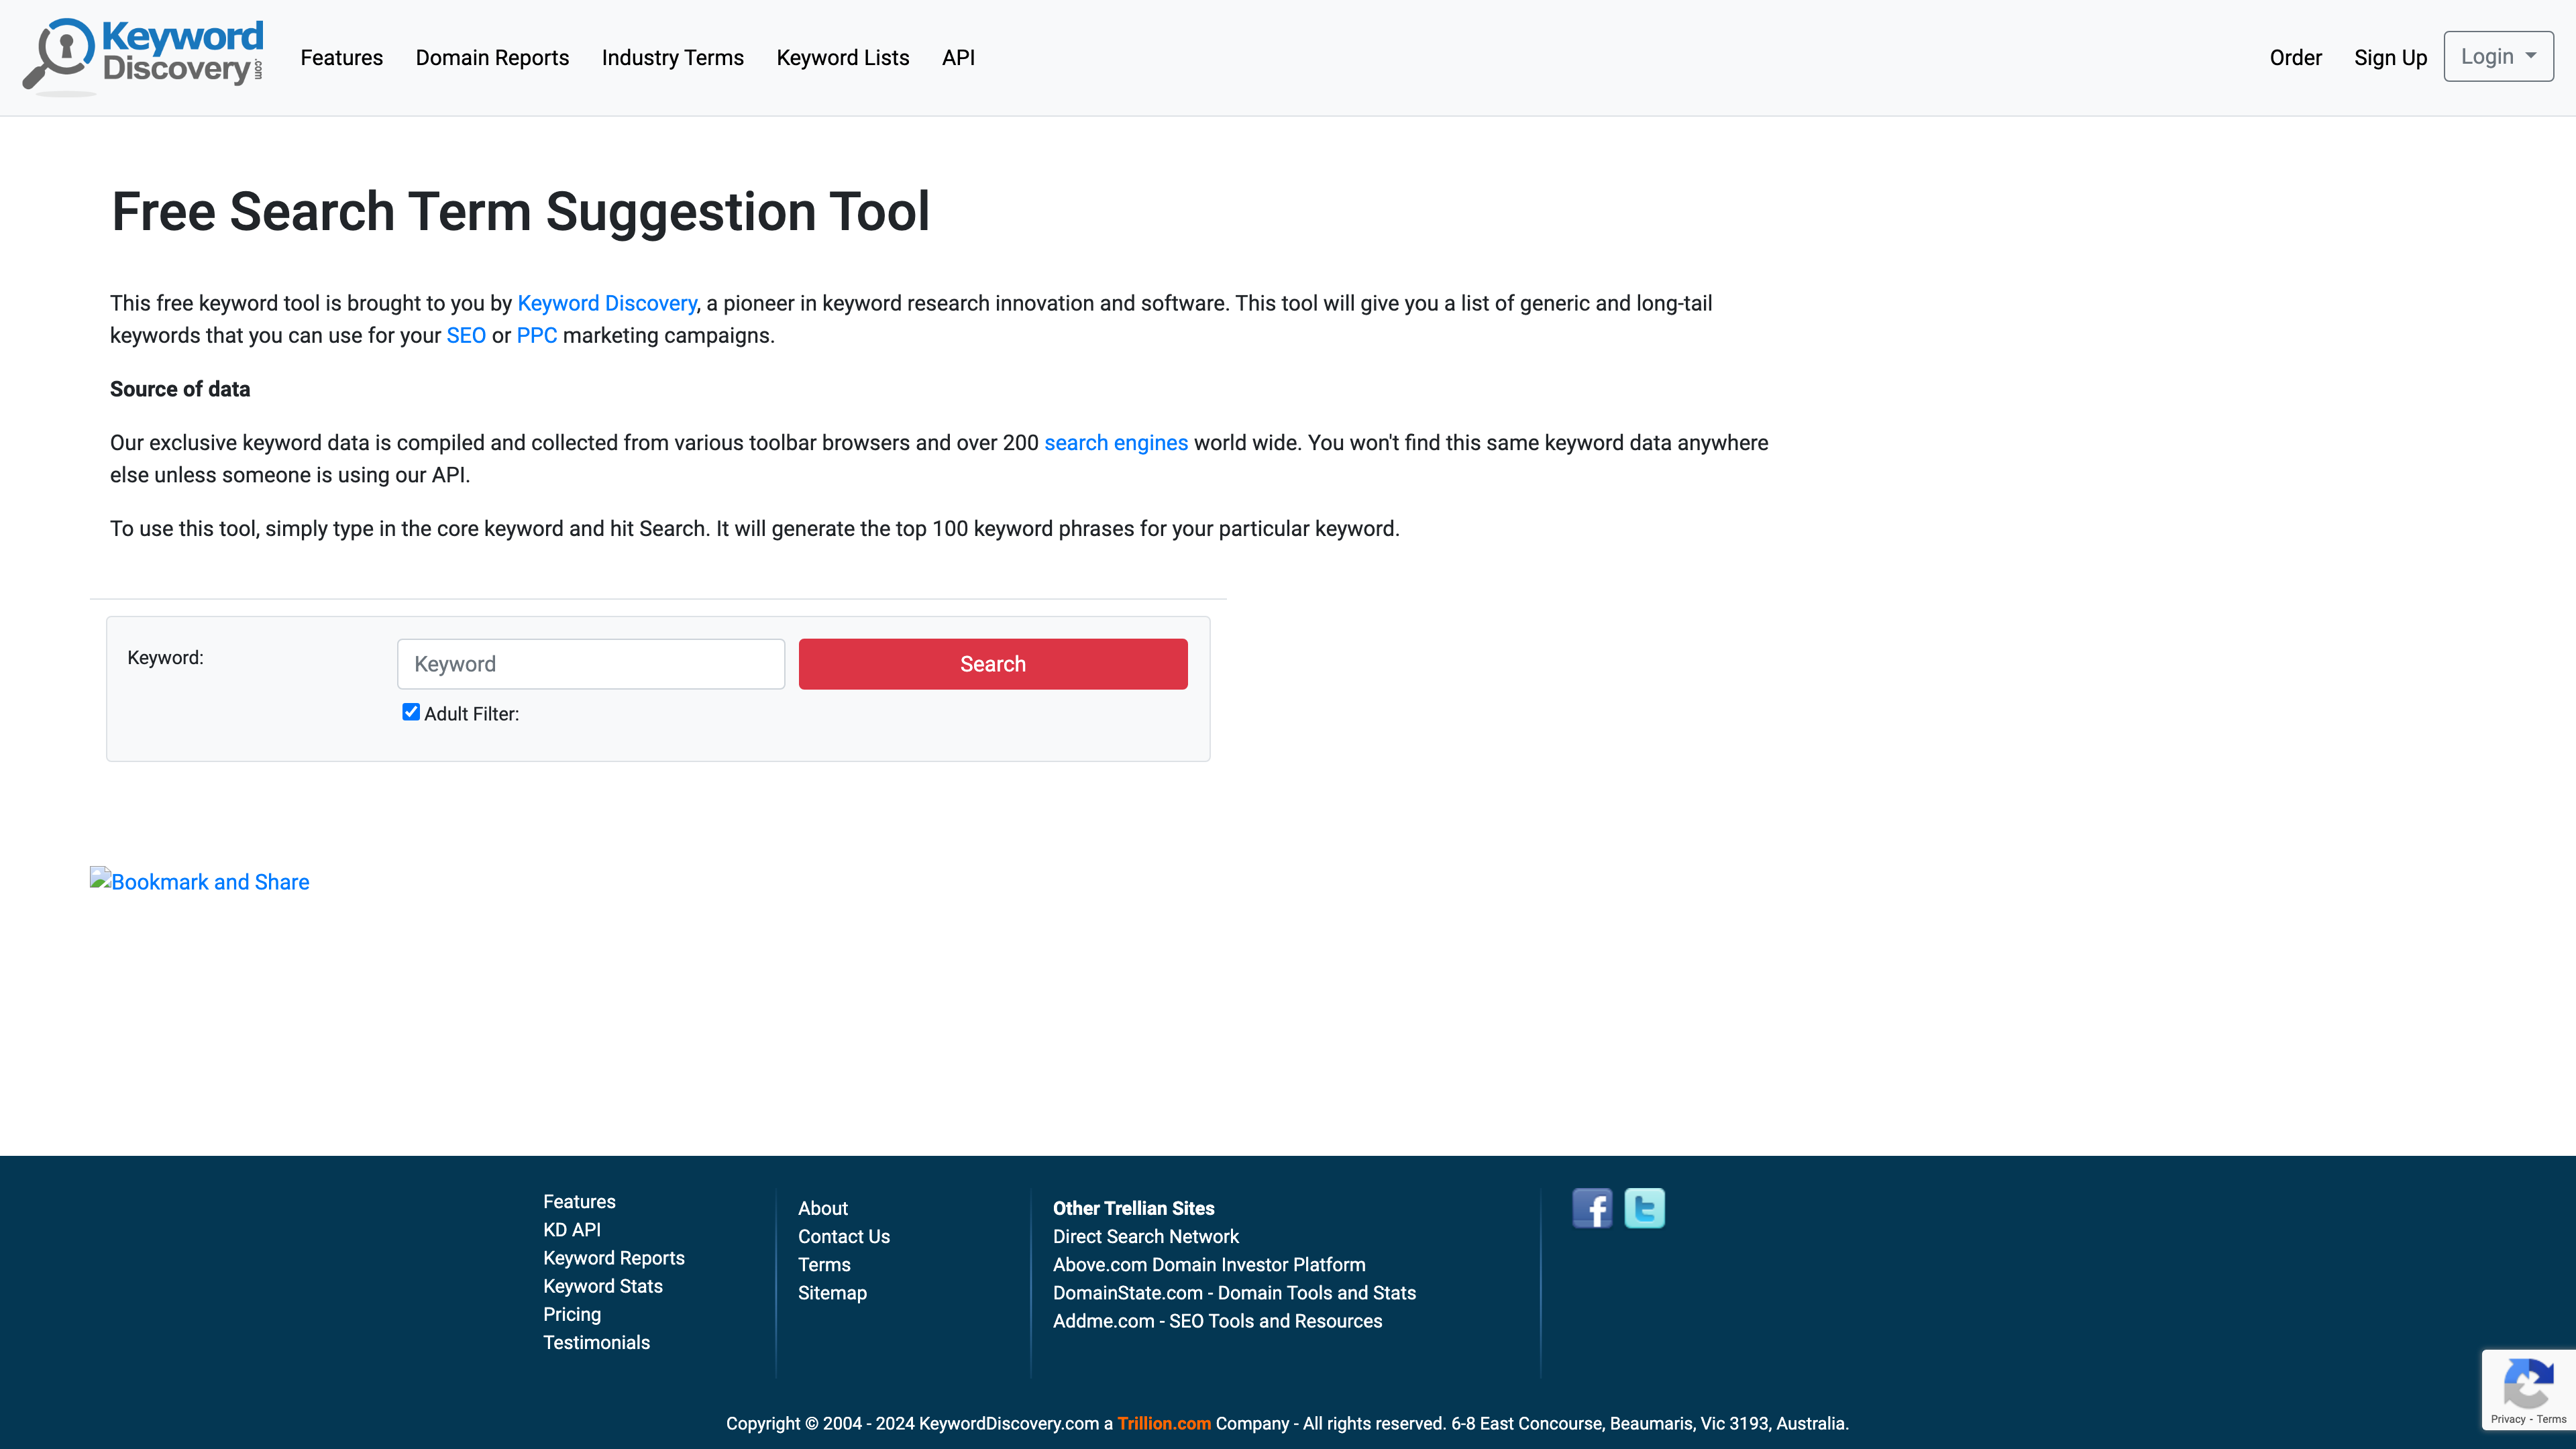 Keyword
Discovery.com
Features
Domain Reports
Industry Terms
Keyword Lists
API
Order
Sign Up
Login
Free Search Term Suggestion Tool
This free keyword tool is brought to you by Keyword Discovery, a pioneer in keyword research innovation and software. This tool will give you a list of generic and long-tail
keywords that you can use for your SEO or PPC marketing campaigns.
Source of data
Our exclusive keyword data is compiled and collected from various toolbar browsers and over 200 search engines world wide. You won't find this same keyword data anywhere
else unless someone is using our API.
To use this tool, simply type in the core keyword and hit Search. It will generate the top 100 keyword phrases for your particular keyword.
Keyword:
Keyword
Search
Adult Filter:
Bookmark and Share
Features
KD API
Keyword Reports
Keyword Stats
Pricing
Testimonials
About
Contact Us
Terms
Sitemap
Other Trellian Sites
Direct Search Network
Above.com Domain Investor Platform
DomainState.com - Domain Tools and Stats
Addme.com - SEO Tools and Resources
Privacy - Terms
Copyright © 2004 - 2024 KeywordDiscovery.com a Trillion.com Company - All rights reserved. 6-8 East Concourse, Beaumaris, Vic 3193, Australia.